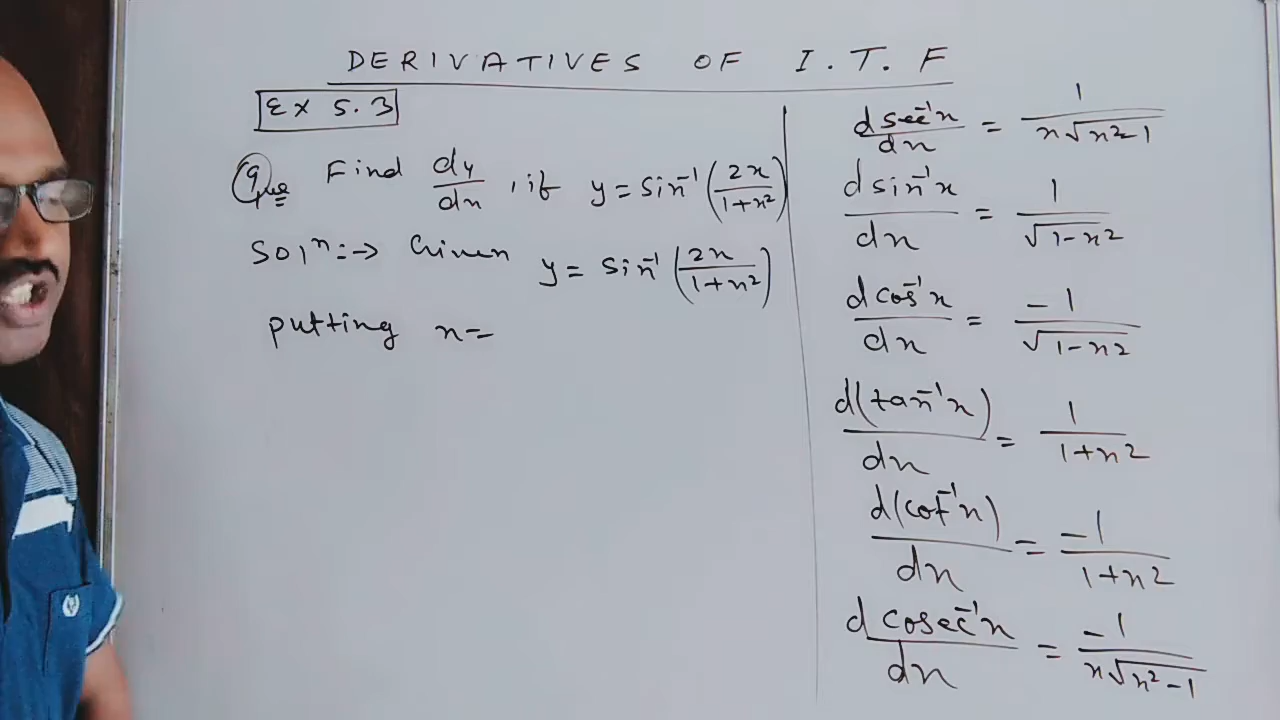 DERIVATIVES OF I.T.F
Ex 5.3
Que 9 Find dy/dx, if y = sin⁻¹(2x/1+x²)
Solⁿ:→ Given y = sin⁻¹(2x/1+x²)
putting x=
d sec⁻¹x/dx = 1/x√x²-1
d sin⁻¹x/dx = 1/√1-x²
d cos⁻¹x/dx = -1/√1-x²
d(tan⁻¹x)/dx = 1/1+x²
d(cot⁻¹x)/dx = -1/1+x²
d cosec⁻¹x/dx = -1/x√x²-1